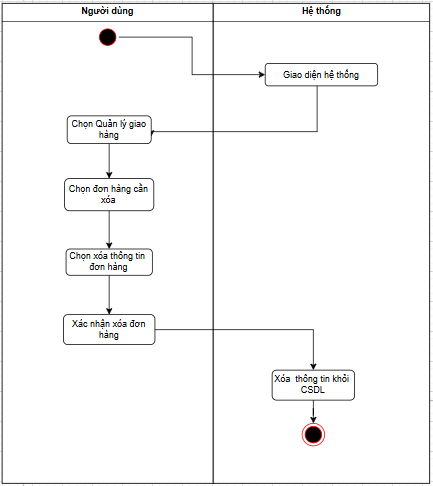 Người dùng
Hệ thống
Giao diện hệ thống
Chọn Quản lý giao
hàng
Chọn đơn hàng cần
xóa
Chọn xóa thông tin
đơn hàng
Xác nhận xóa đơn
hàng
Xóa thông tin khỏi
CSDL